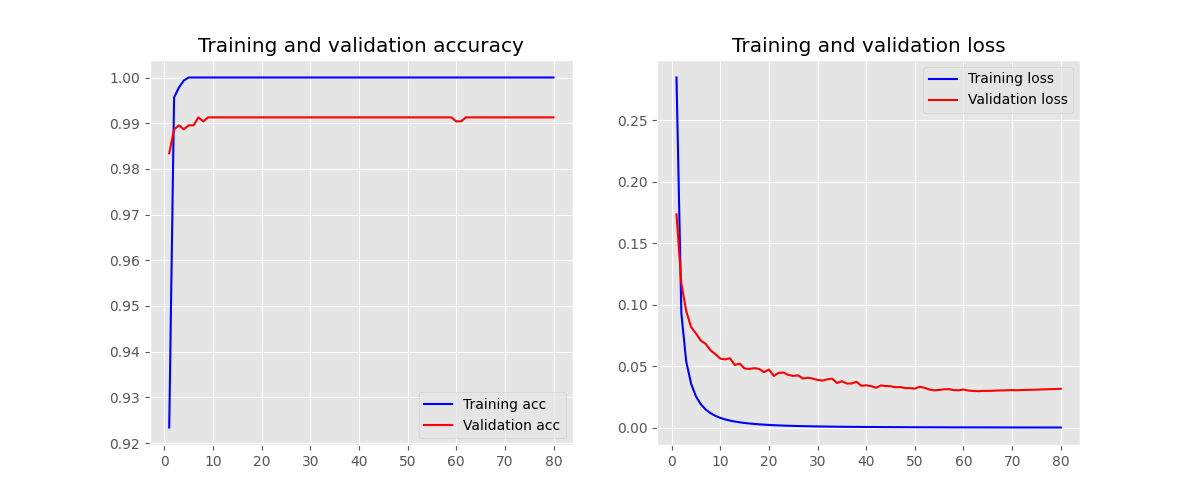 Training and validation accuracy
1.00
0.99
0.98
0.97
0.96
0.95
0.94
0.93
0.92
0 10 20 30 40 50 60 70 80
Training acc
Validation acc
Training and validation loss
0.25
0.20
0.15
0.10
0.05
0.00
0 10 20 30 40 50 60 70 80
Training loss
Validation loss